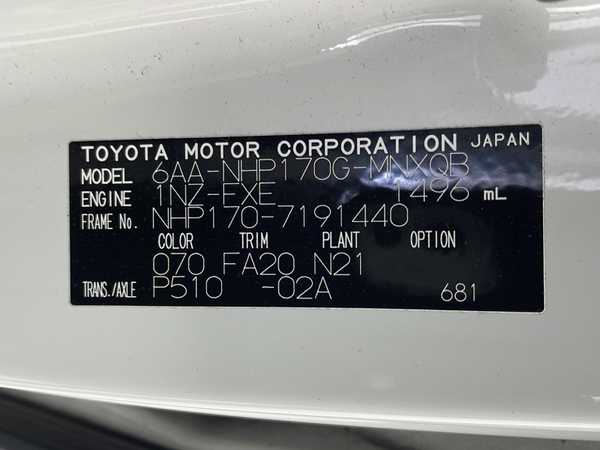 TOYOTA MOTOR CORPORATION JAPAN
MODEL 6AA-NHP170G-MNXQB
ENGINE 1NZ-EXE 1496 mL
FRAME No. NHP170-7191440
COLOR TRIM PLANT OPTION
070 FA20 N21
TRANS./AXLE P510 -02A 681